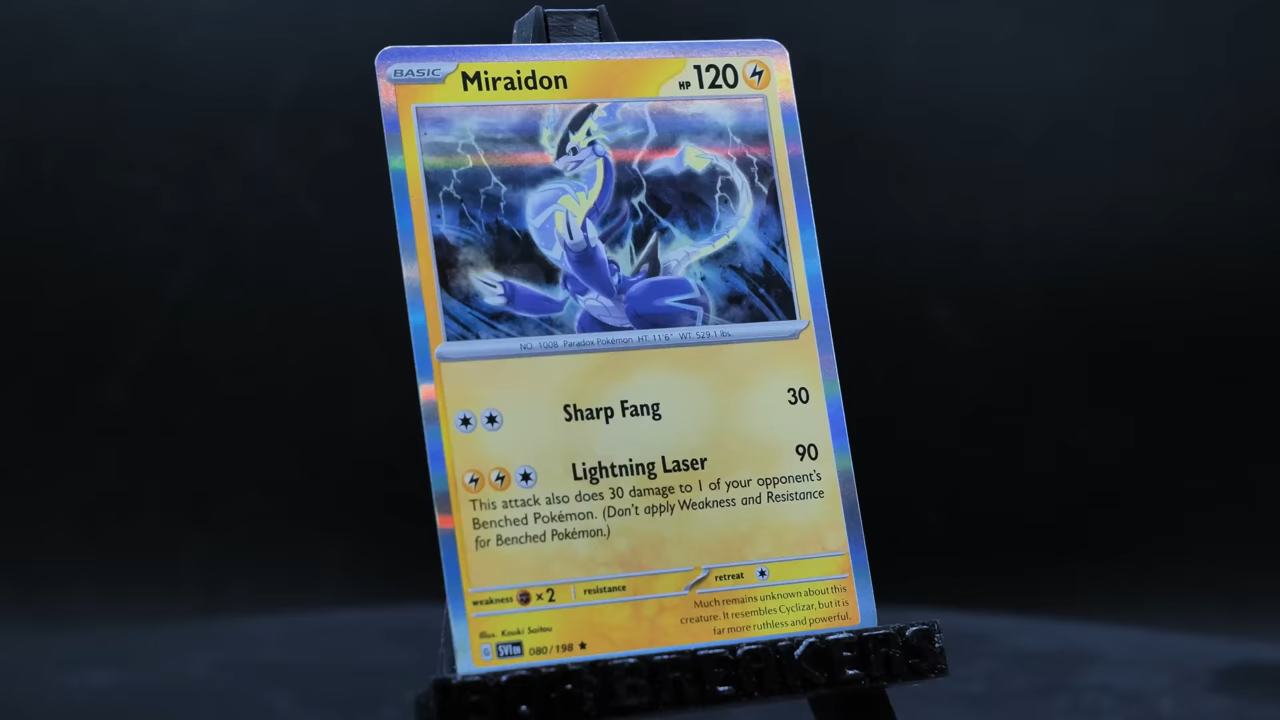 BASIC Miraidon HP 120
NO. 1008 Paradox Pokémon HT: 11'6" WT: 529.1 lbs.
Sharp Fang 30
Lightning Laser 90
This attack also does 30 damage to 1 of your opponent's
Benched Pokémon. (Don't apply Weakness and Resistance
for Benched Pokémon.)
weakness ×2 resistance retreat
Much remains unknown about this
creature. It resembles Cyclizar, but it is
far more ruthless and powerful.
Illus. Kouki Saitou
G SVI EN 080/198